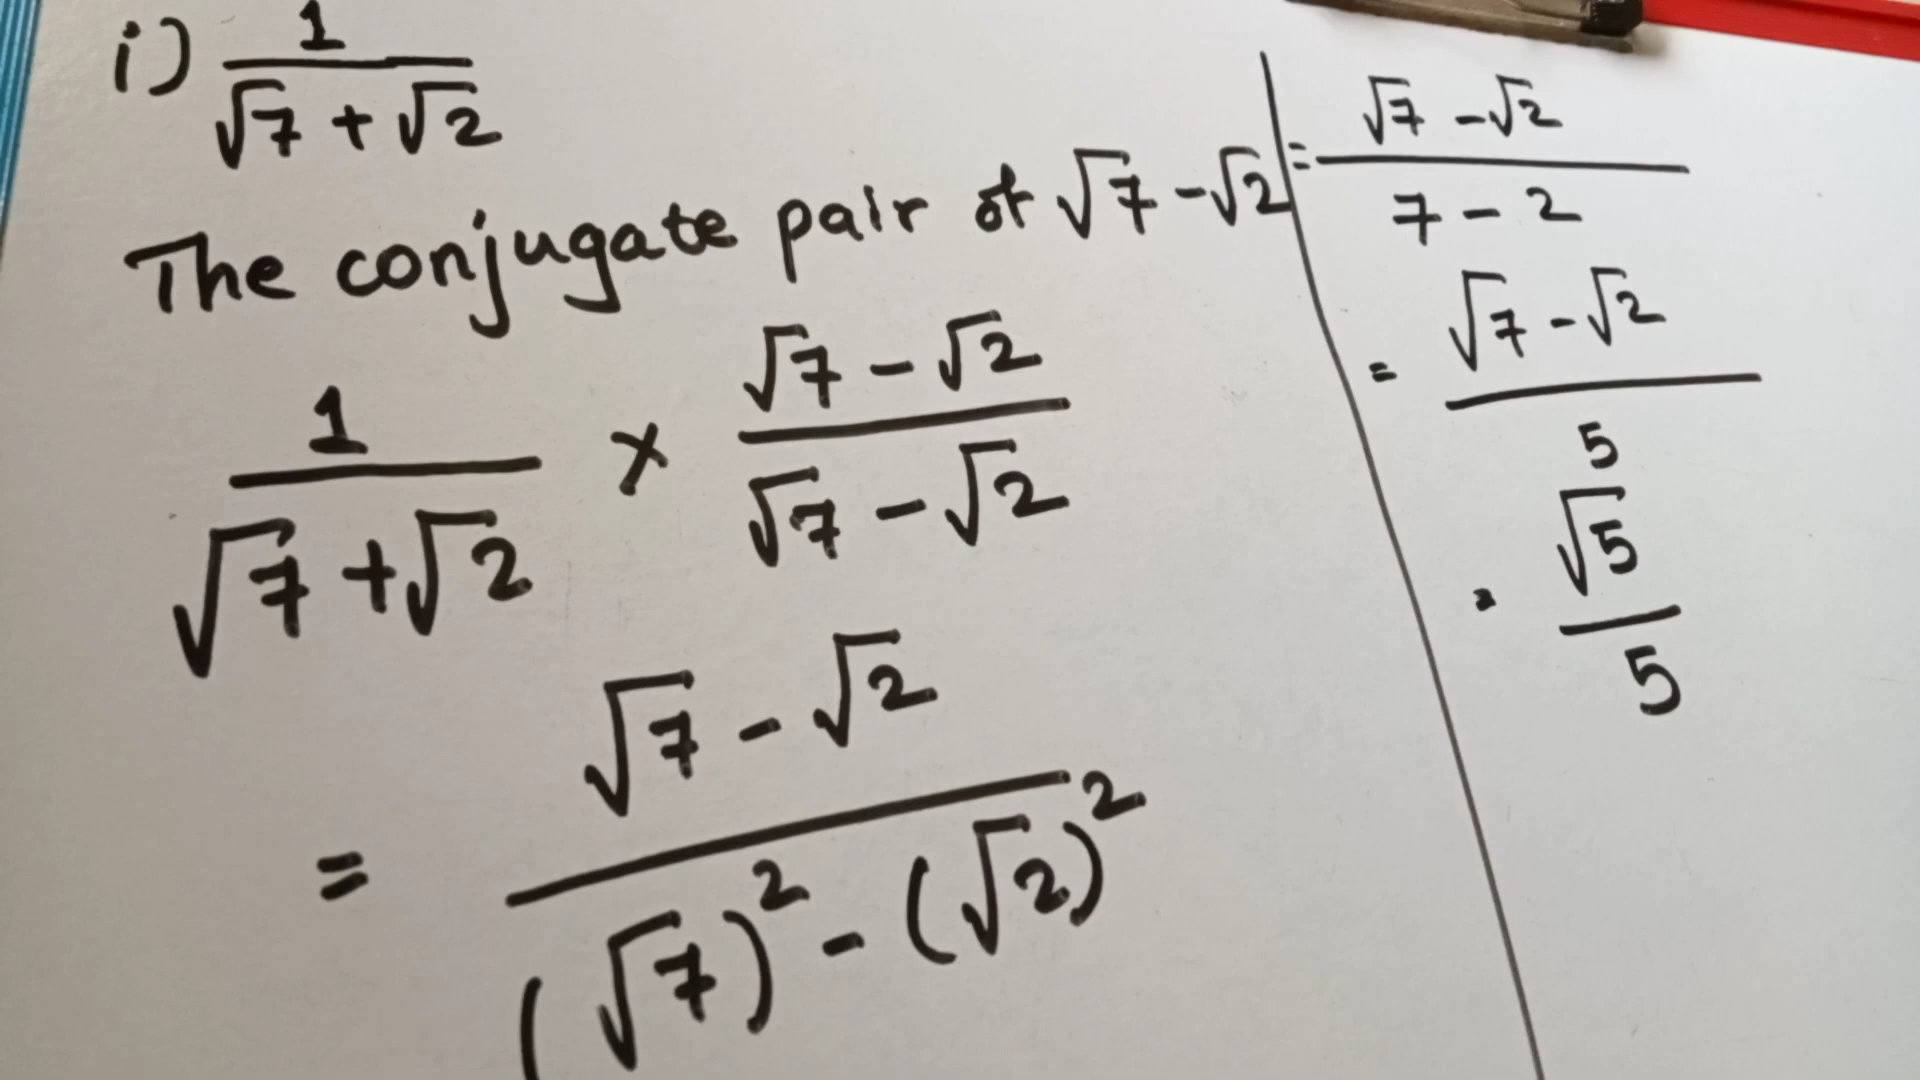 i) 1/(√7 + √2)
The conjugate pair of √7 - √2
1/(√7 + √2) × (√7 - √2)/(√7 - √2)
= (√7 - √2)/((√7)² - (√2)²)
= (√7 - √2)/(7 - 2)
= (√7 - √2)/5
= √5/5